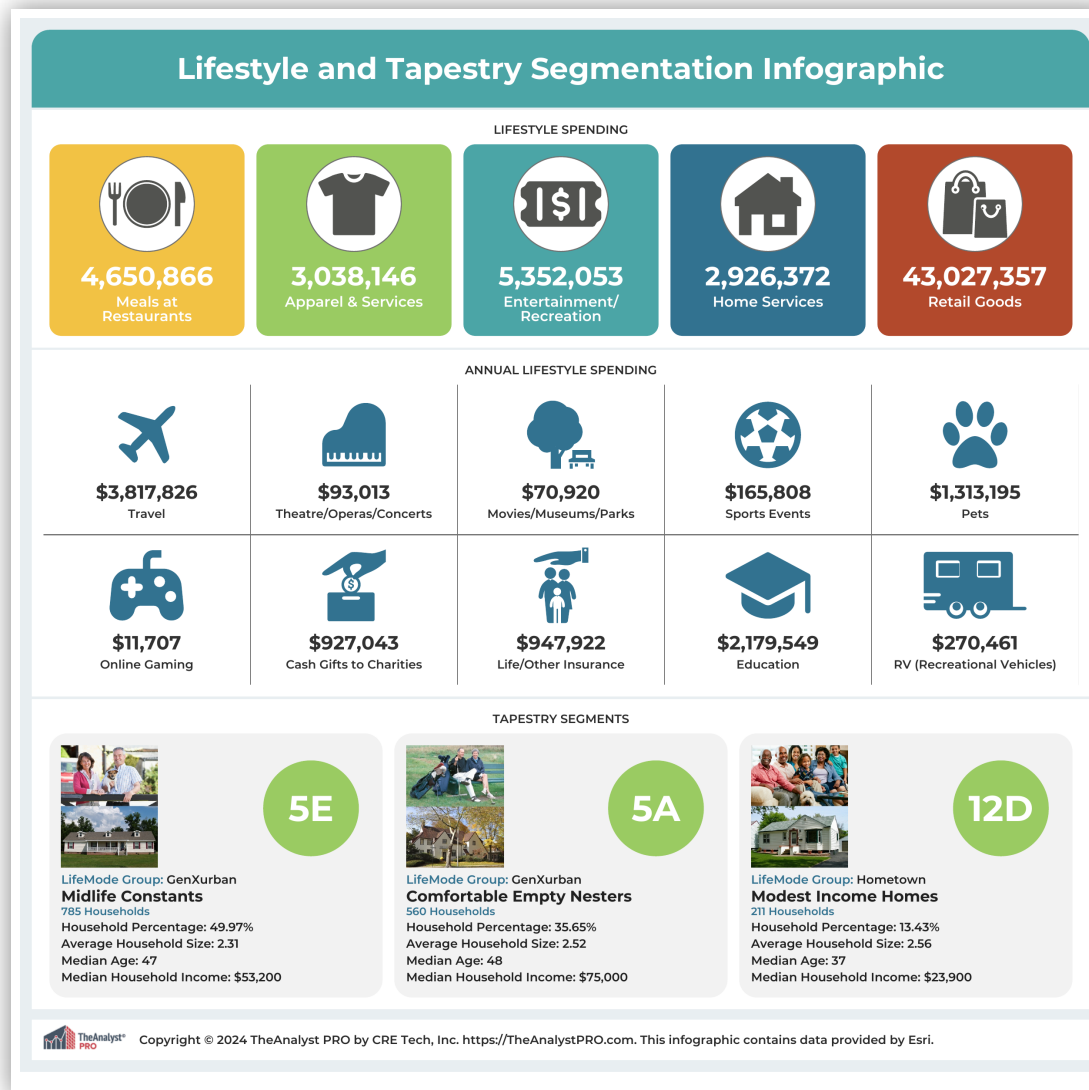 Lifestyle and Tapestry Segmentation Infographic
LIFESTYLE SPENDING
4,650,866
Meals at
Restaurants
3,038,146
Apparel & Services
$
5,352,053
Entertainment/
Recreation
2,926,372
Home Services
43,027,357
Retail Goods
ANNUAL LIFESTYLE SPENDING
$3,817,826
Travel
$93,013
Theatre/Operas/Concerts
$70,920
Movies/Museums/Parks
$165,808
Sports Events
$1,313,195
Pets
$11,707
Online Gaming
$
$927,043
Cash Gifts to Charities
$947,922
Life/Other Insurance
$2,179,549
Education
$270,461
RV (Recreational Vehicles)
TAPESTRY SEGMENTS
5E
LifeMode Group: GenXurban
Midlife Constants
785 Households
Household Percentage: 49.97%
Average Household Size: 2.31
Median Age: 47
Median Household Income: $53,200
5A
LifeMode Group: GenXurban
Comfortable Empty Nesters
560 Households
Household Percentage: 35.65%
Average Household Size: 2.52
Median Age: 48
Median Household Income: $75,000
12D
LifeMode Group: Hometown
Modest Income Homes
211 Households
Household Percentage: 13.43%
Average Household Size: 2.56
Median Age: 37
Median Household Income: $23,900
TheAnalyst®
PRO
Copyright © 2024 TheAnalyst PRO by CRE Tech, Inc. https://TheAnalystPRO.com. This infographic contains data provided by Esri.